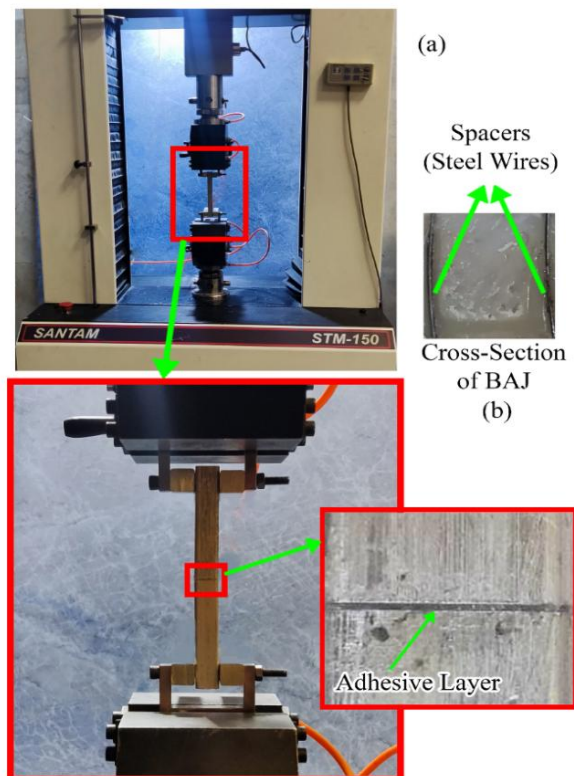 (a)
Spacers
(Steel Wires)
SANTAM
STM-150
Cross-Section
of BAJ
(b)
Adhesive Layer